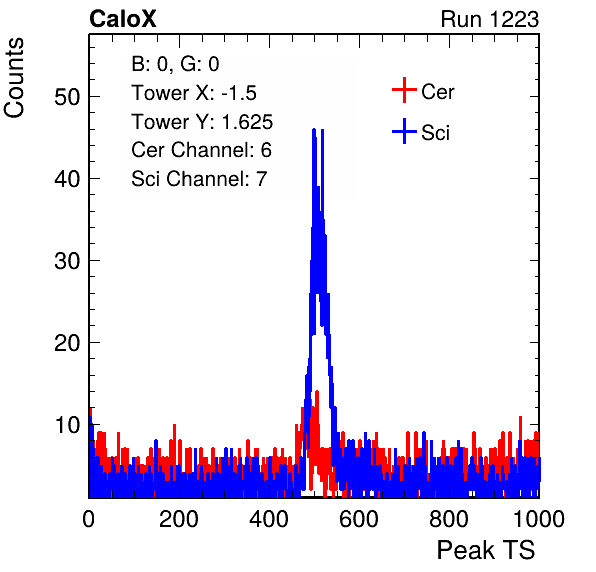 CaloX Run 1223
Counts
B: 0, G: 0
Tower X: -1.5
Tower Y: 1.625
Cer Channel: 6
Sci Channel: 7
Cer
Sci
50
40
30
20
10
0 200 400 600 800 1000
Peak TS